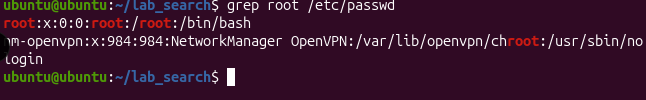 ubuntu@ubuntu:~/lab_search$ grep root /etc/passwd
root:x:0:0:root:/root:/bin/bash
nm-openvpn:x:984:984:NetworkManager OpenVPN:/var/lib/openvpn/chroot:/usr/sbin/no
login
ubuntu@ubuntu:~/lab_search$